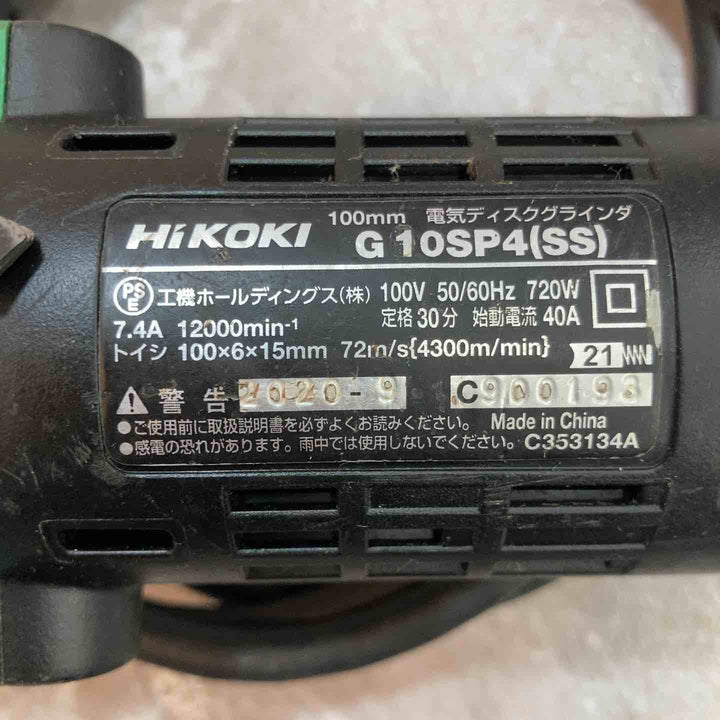 100mm 電気ディスクグラインダ
HiKOKI G 10SP4(SS)
PSE 工機ホールディングス(株) 100V 50/60Hz 720W
7.4A 12000min-1 定格30分 始動電流 40A
トイシ 100×6×15mm 72m/s{4300m/min} 21
警告 2020-9 C900193
●ご使用前に取扱説明書を必ずよくお読みください。 Made in China
●感電の恐れがあります。雨中では使用しないでください。 C353134A